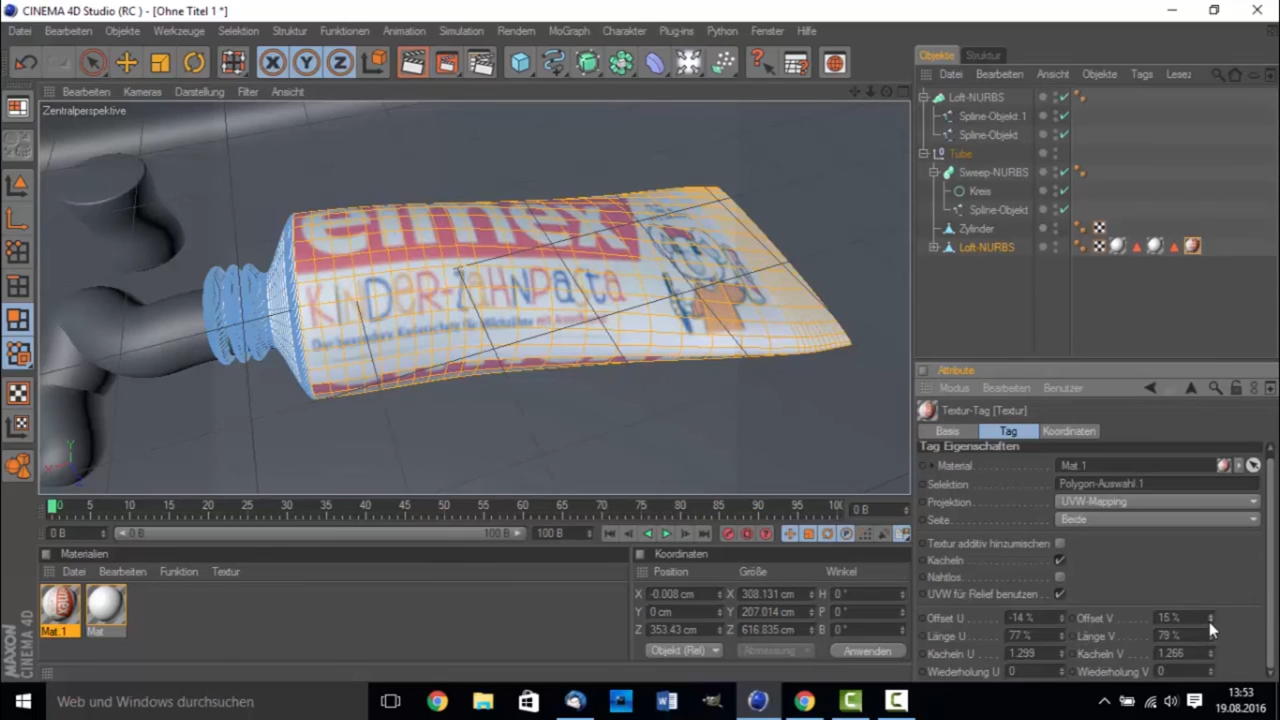 CINEMA 4D Studio (RC ) - [Ohne Titel 1 *]
Datei Bearbeiten Objekte Werkzeuge Selektion Struktur Funktionen Animation Simulation Rendern MoGraph Charakter Plug-ins Python Fenster Hilfe
X Y Z
Objekte Struktur
Datei Bearbeiten Ansicht Objekte Tags Lesez
Bearbeiten Kameras Darstellung Filter Ansicht
Zentralperspektive
Loft-NURBS
Spline-Objekt.1
Spline-Objekt
Tube
Sweep-NURBS
Kreis
Spline-Objekt
Zylinder
Loft-NURBS
elmex
KiNDER-ZAHNPaSta
Y
X
Attribute
Modus Bearbeiten Benutzer
Textur-Tag [Textur]
Basis Tag Koordinaten
Tag Eigenschaften
Material Mat.1
Selektion Polygon-Auswahl.1
Projektion UVW-Mapping
Seite Beide
Textur additiv hinzumischen
Kacheln
Nahtlos
UVW für Relief benutzen
Offset U -14 % Offset V 15 %
Länge U 77 % Länge V 79 %
Kacheln U 1.299 Kacheln V 1.266
Wiederholung U 0 Wiederholung V 0
0 5 10 15 20 25 30 35 40 45 50 55 60 65 70 75 80 85 90 95 10( 0 B
0 B 0 B 100 B 100 B
Materialien
Datei Bearbeiten Funktion Textur
Mat.1 Mat
Koordinaten
Position Größe Winkel
X -0.008 cm X 308.131 cm H 0 °
Y 0 cm Y 207.014 cm P 0 °
Z 353.43 cm Z 616.835 cm B 0 °
Objekt (Rel) Abmessung Anwenden
MAXON
CINEMA 4D
Web und Windows durchsuchen
13:53
19.08.2016